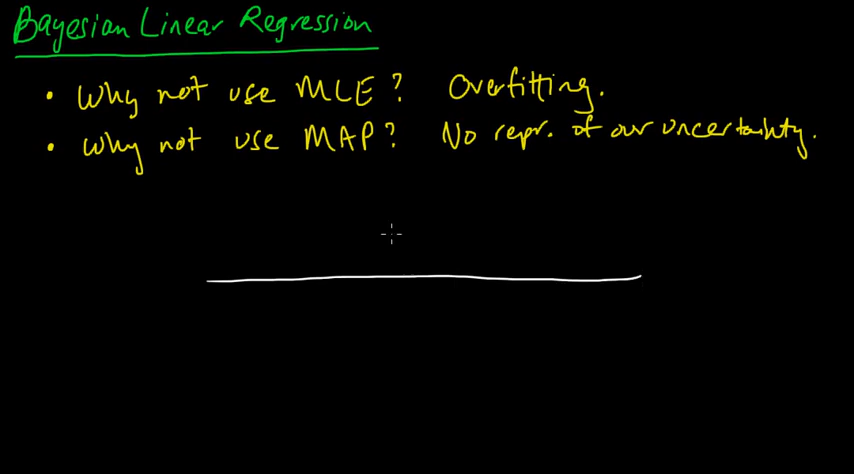 Bayesian Linear Regression
• Why not use MLE? Overfitting.
• Why not use MAP? No repr. of our uncertainty.